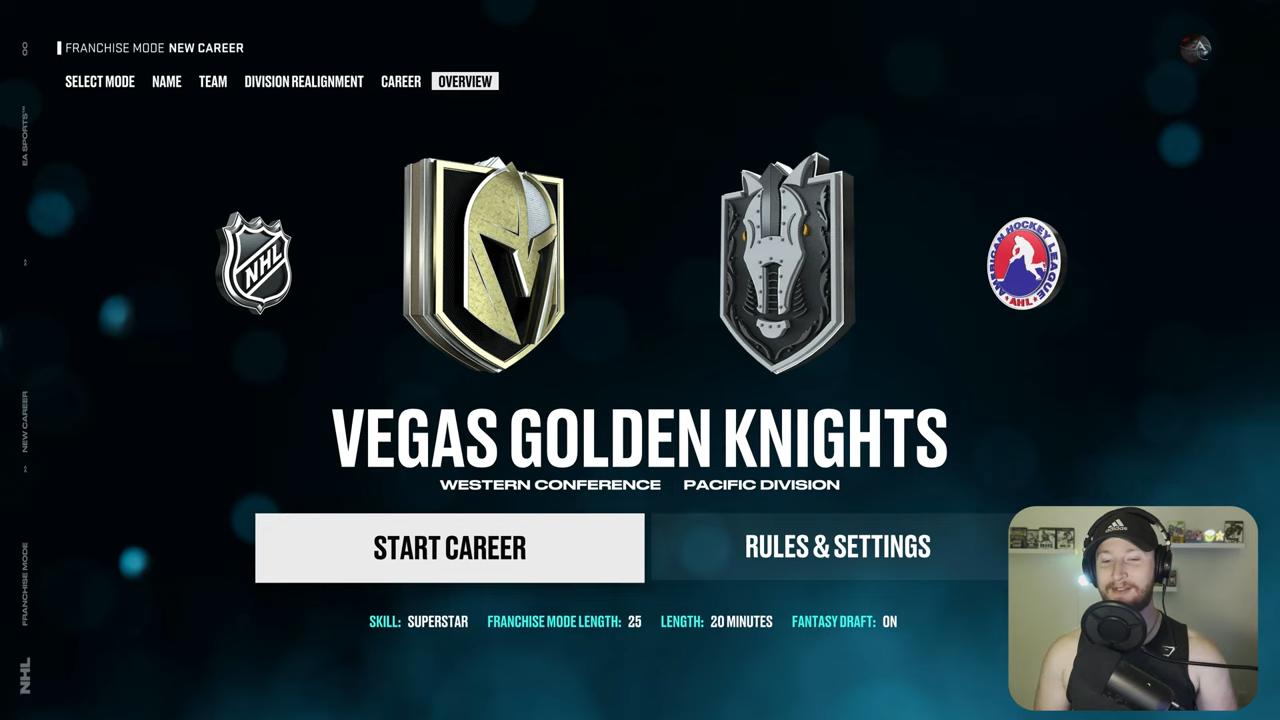 FRANCHISE MODE NEW CAREER
SELECT MODE NAME TEAM DIVISION REALIGNMENT CAREER OVERVIEW
EA SPORTS™
NEW CAREER
FRANCHISE MODE
NHL
NHL
AMERICAN HOCKEY LEAGUE
AHL
VEGAS GOLDEN KNIGHTS
WESTERN CONFERENCE PACIFIC DIVISION
START CAREER RULES & SETTINGS
SKILL: SUPERSTAR FRANCHISE MODE LENGTH: 25 LENGTH: 20 MINUTES FANTASY DRAFT: ON
adidas